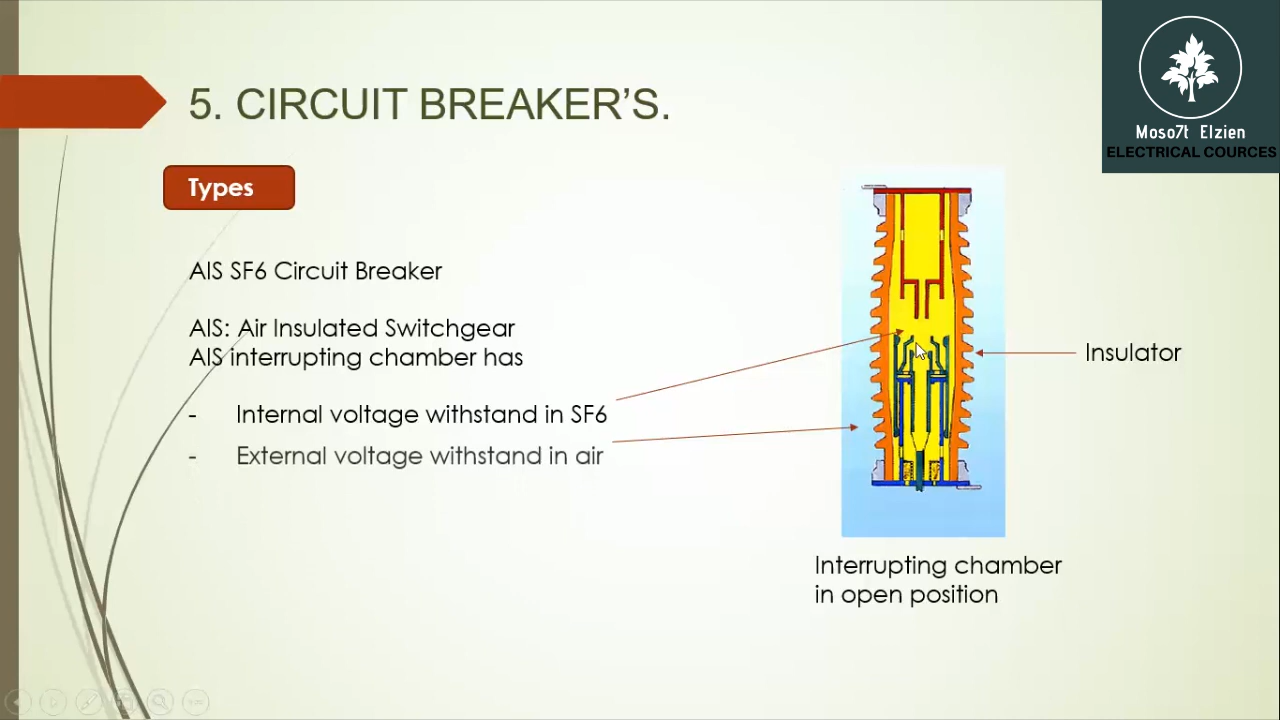 5. CIRCUIT BREAKER’S.
Moso7t Elzien
ELECTRICAL COURCES
Types
AIS SF6 Circuit Breaker
AIS: Air Insulated Switchgear
AIS interrupting chamber has
- Internal voltage withstand in SF6
- External voltage withstand in air
Insulator
Interrupting chamber
in open position